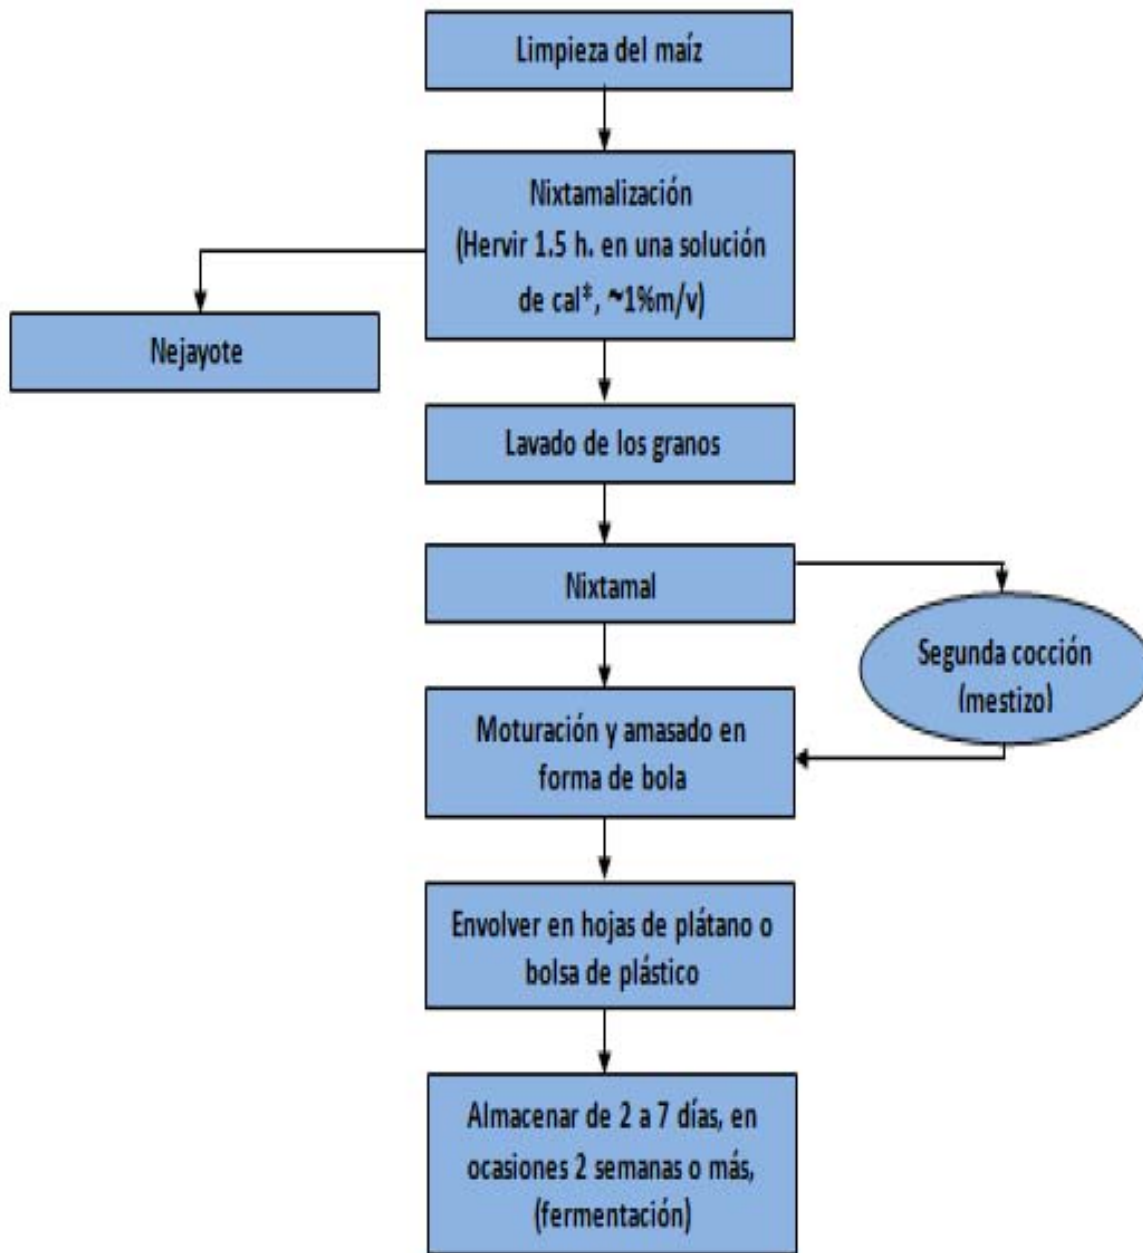 Limpieza del maíz
Nixtamalización
(Hervir 1.5 h. en una solución
de cal*, ~1%m/v)
Nejayote
Lavado de los granos
Nixtamal
Segunda cocción
(mestizo)
Moturación y amasado en
forma de bola
Envolver en hojas de plátano o
bolsa de plástico
Almacenar de 2 a 7 días, en
ocasiones 2 semanas o más,
(fermentación)